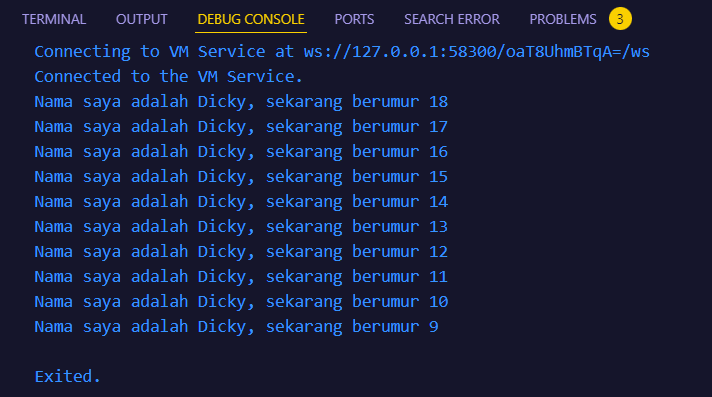 TERMINAL OUTPUT DEBUG CONSOLE PORTS SEARCH ERROR PROBLEMS 3
Connecting to VM Service at ws://127.0.0.1:58300/oaT8UhmBTqA=/ws
Connected to the VM Service.
Nama saya adalah Dicky, sekarang berumur 18
Nama saya adalah Dicky, sekarang berumur 17
Nama saya adalah Dicky, sekarang berumur 16
Nama saya adalah Dicky, sekarang berumur 15
Nama saya adalah Dicky, sekarang berumur 14
Nama saya adalah Dicky, sekarang berumur 13
Nama saya adalah Dicky, sekarang berumur 12
Nama saya adalah Dicky, sekarang berumur 11
Nama saya adalah Dicky, sekarang berumur 10
Nama saya adalah Dicky, sekarang berumur 9
Exited.